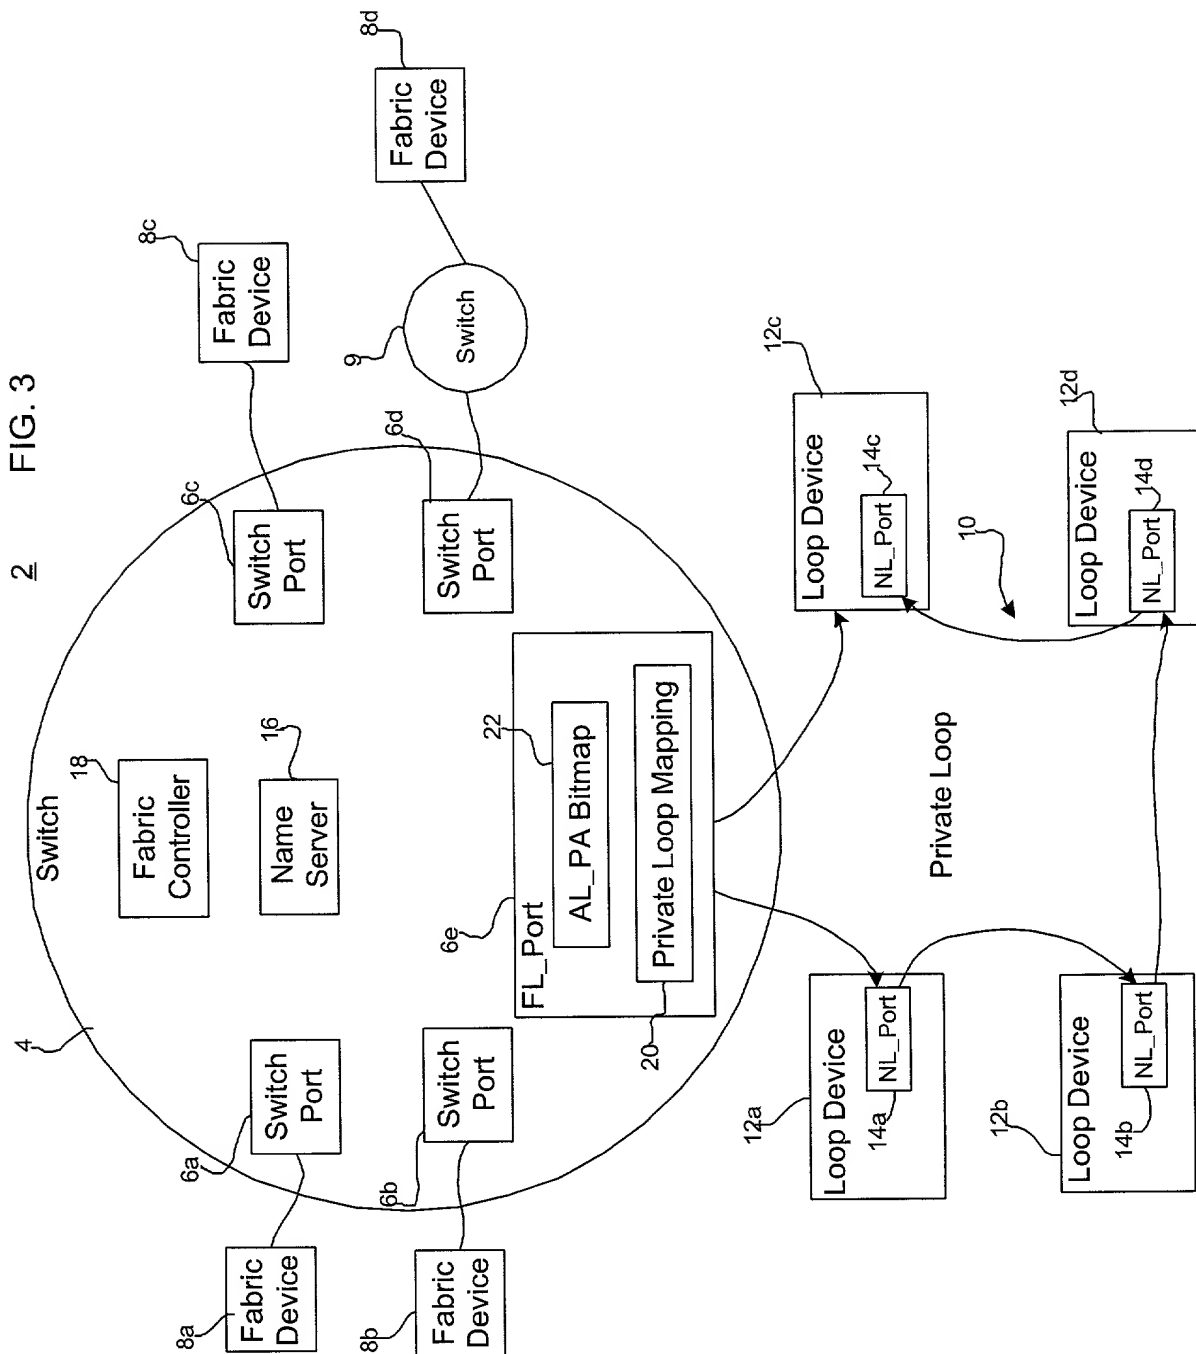 FIG. 3
2
Switch
4
Fabric
Controller
18
Name
Server
16
Switch
Port
6a
Switch
Port
6b
Switch
Port
6c
Switch
Port
6d
Fabric
Device
8a
Fabric
Device
8b
Fabric
Device
8c
Switch
9
Fabric
Device
8d
FL_Port
6e
AL_PA Bitmap
22
Private Loop Mapping
20
Private Loop
10
Loop Device
12a
NL_Port
14a
Loop Device
12b
NL_Port
14b
Loop Device
12c
NL_Port
14c
Loop Device
12d
NL_Port
14d